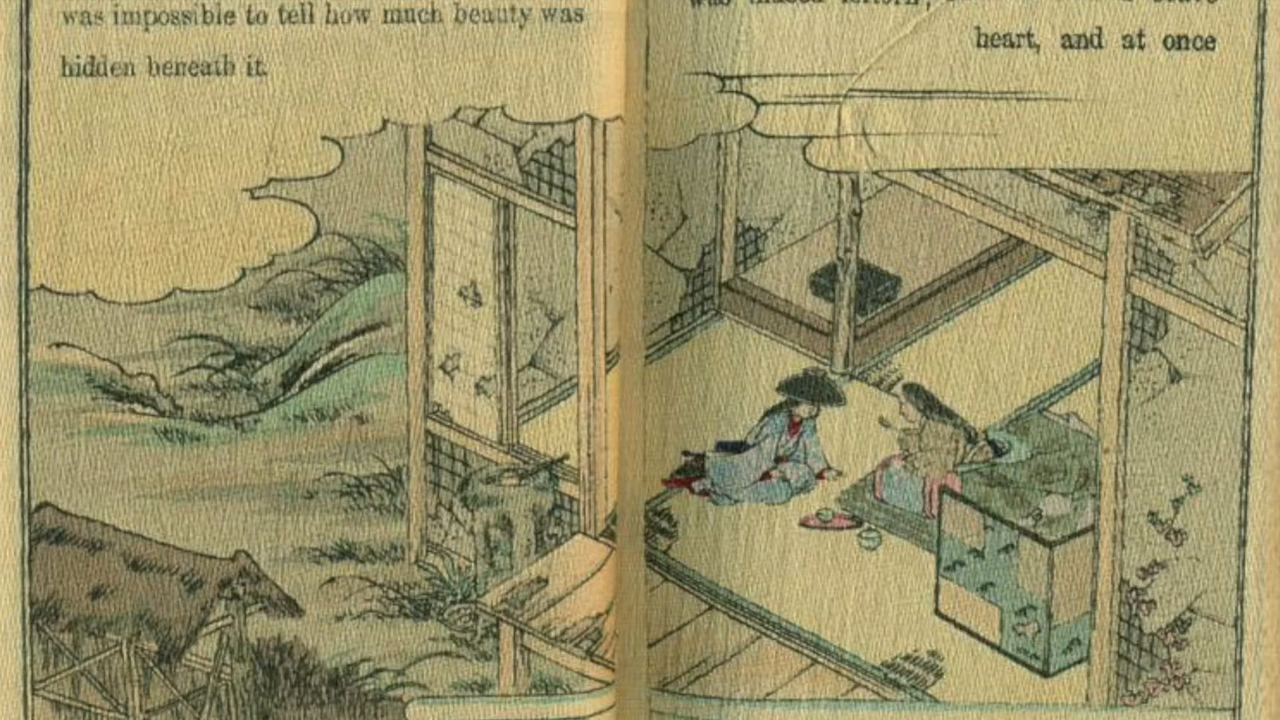 was impossible to tell how much beauty was
hidden beneath it.
heart, and at once